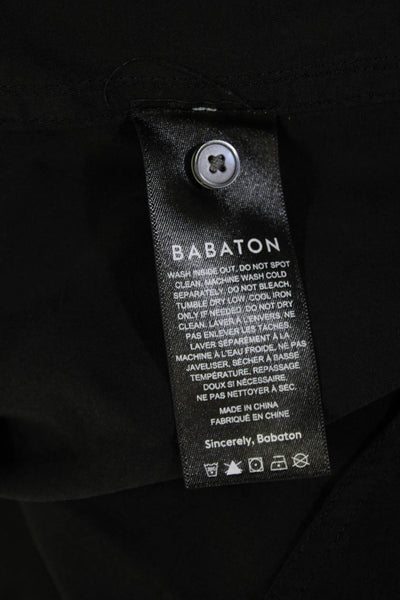 BABATON
WASH INSIDE OUT. DO NOT SPOT
CLEAN. MACHINE WASH COLD
SEPARATELY. DO NOT BLEACH.
TUMBLE DRY LOW. COOL IRON
ONLY IF NEEDED. DO NOT DRY
CLEAN. LAVER À L'ENVERS. NE
PAS ENLEVER LES TACHES.
LAVER SÉPARÉMENT À LA
MACHINE À L'EAU FROIDE. NE PAS
JAVELISER. SÉCHER À BASSE
TEMPÉRATURE. REPASSAGE
DOUX SI NÉCESSAIRE.
NE PAS NETTOYER À SEC.
MADE IN CHINA
FABRIQUÉ EN CHINE
Sincerely, Babaton